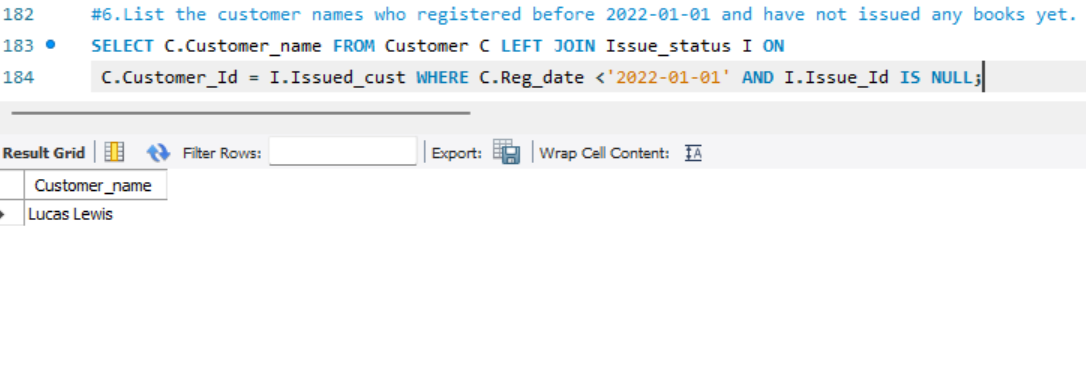 182 #6.List the customer names who registered before 2022-01-01 and have not issued any books yet.
183 SELECT C.Customer_name FROM Customer C LEFT JOIN Issue_status I ON
184 C.Customer_Id = I.Issued_cust WHERE C.Reg_date <'2022-01-01' AND I.Issue_Id IS NULL;
Result Grid Filter Rows: Export: Wrap Cell Content: IA
Customer_name
Lucas Lewis